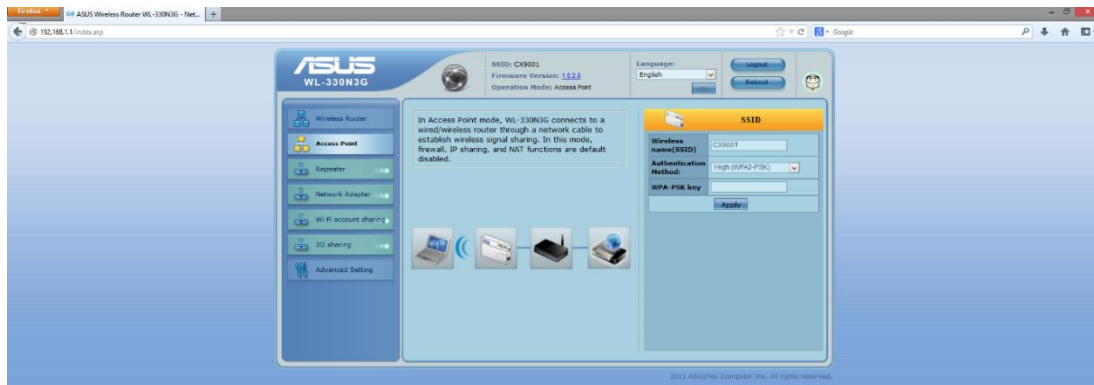 Firefox
ASUS Wireless Router WL-330N3G - Net...
192.168.1.1/index.asp
Google
ASUS
WL-330N3G
SSID: CX9001
Firmware Version: 1.0.2.8
Operation Mode: Access Point
Language:
English
Logout
Reboot
Wireless Router
Access Point
Repeater
Network Adapter
Wi-Fi account sharing
3G sharing
Advanced Setting
In Access Point mode, WL-330N3G connects to a
wired/wireless router through a network cable to
establish wireless signal sharing. In this mode,
firewall, IP sharing, and NAT functions are default
disabled.
SSID
Wireless
name(SSID)
CX9001
Authentication
Method:
High (WPA2-PSK)
WPA-PSK key
Apply
2011 ASUSTeK Computer Inc. All rights reserved.